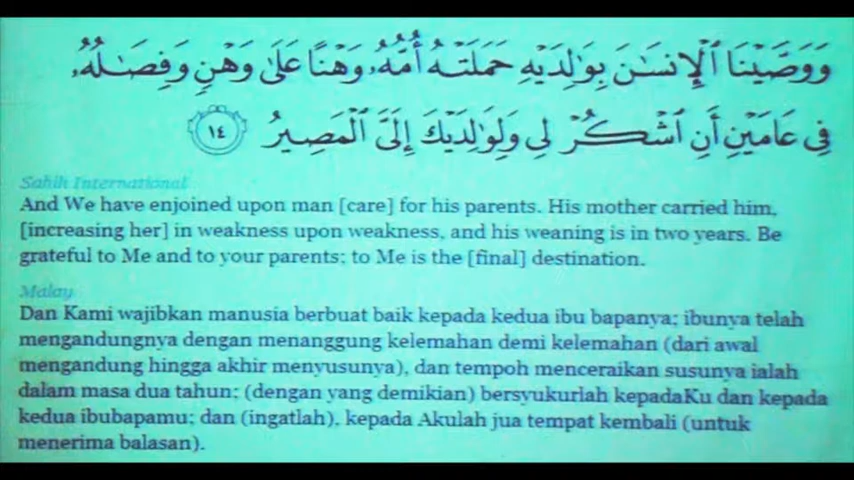 وَوَصَّيْنَا ٱلْإِنسَـٰنَ بِوَٰلِدَيْهِ حَمَلَتْهُ أُمُّهُۥ وَهْنًا عَلَىٰ وَهْنٍ وَفِصَـٰلُهُۥ
فِى عَامَيْنِ أَنِ ٱشْكُرْ لِى وَلِوَٰلِدَيْكَ إِلَىَّ ٱلْمَصِيرُ ١٤
Sahih International
And We have enjoined upon man [care] for his parents. His mother carried him,
[increasing her] in weakness upon weakness, and his weaning is in two years. Be
grateful to Me and to your parents; to Me is the [final] destination.
Malay
Dan Kami wajibkan manusia berbuat baik kepada kedua ibu bapanya; ibunya telah
mengandungnya dengan menanggung kelemahan demi kelemahan (dari awal
mengandung hingga akhir menyusunya), dan tempoh menceraikan susunya ialah
dalam masa dua tahun; (dengan yang demikian) bersyukurlah kepadaKu dan kepada
kedua ibubapamu; dan (ingatlah), kepada Akulah jua tempat kembali (untuk
menerima balasan).